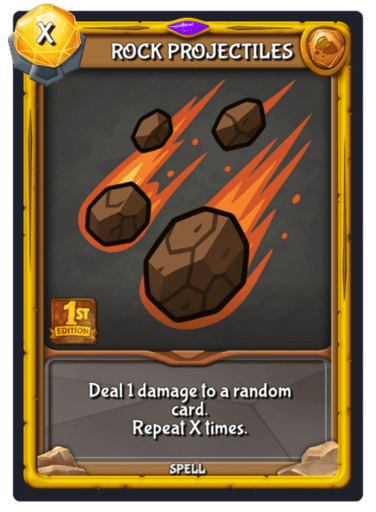 X
ROCK PROJECTILES
1ST
EDITION
Deal 1 damage to a random
card.
Repeat X times.
SPELL